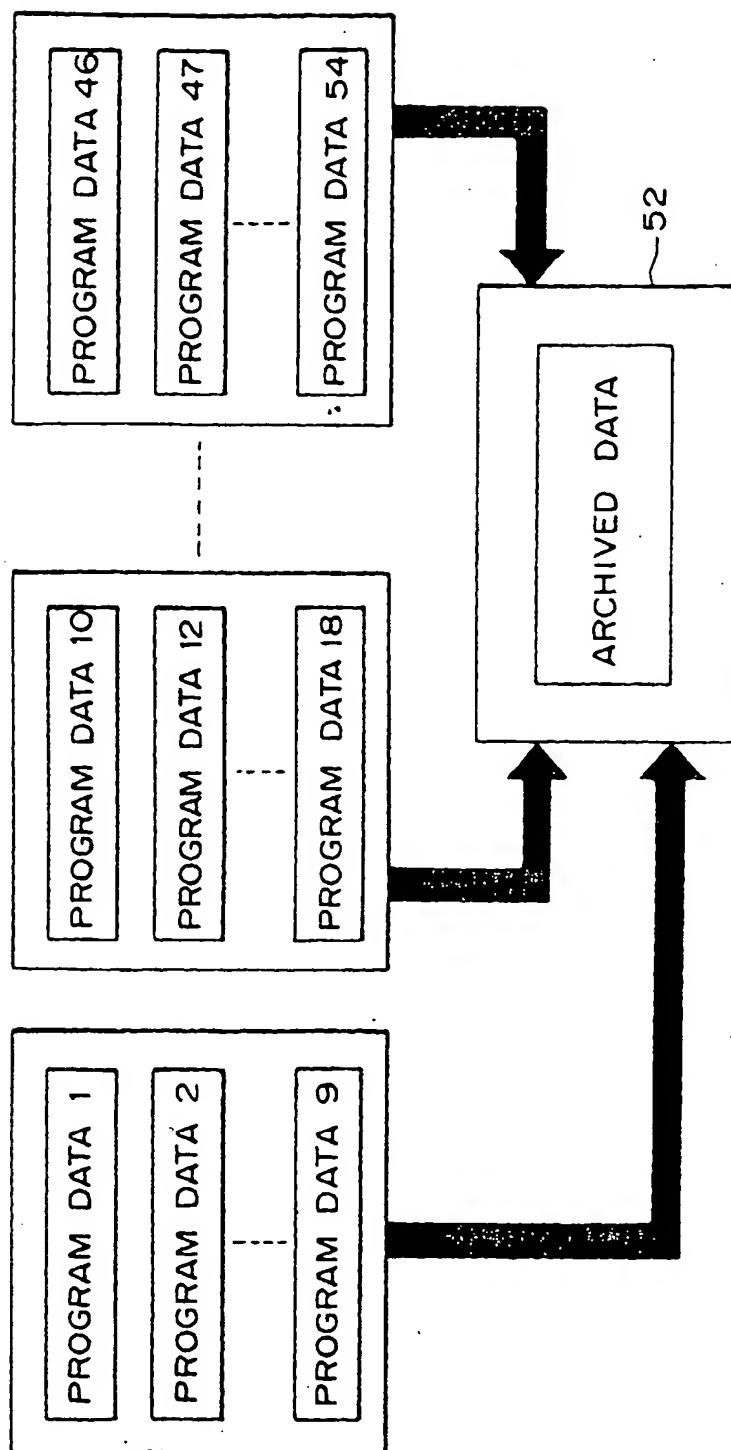 PROGRAM DATA 1
PROGRAM DATA 2
PROGRAM DATA 9
PROGRAM DATA 10
PROGRAM DATA 12
PROGRAM DATA 18
PROGRAM DATA 46
PROGRAM DATA 47
PROGRAM DATA 54
ARCHIVED DATA
52